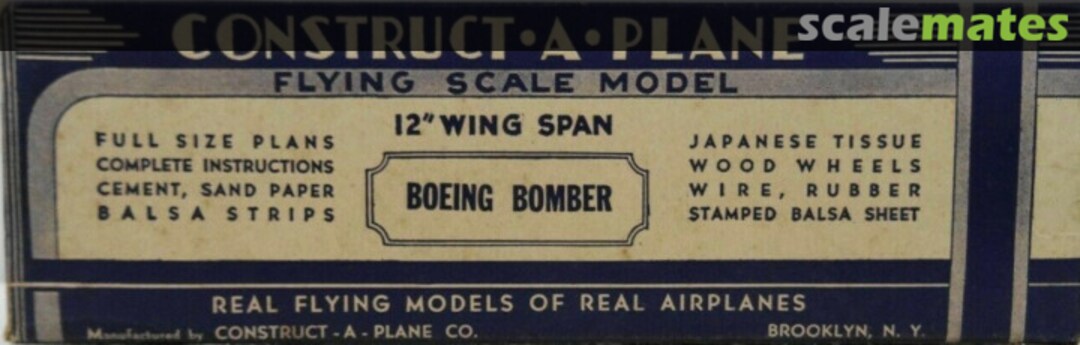 scalemates
CONSTRUCT·A·PLANE
FLYING SCALE MODEL
12" WING SPAN
FULL SIZE PLANS
COMPLETE INSTRUCTIONS
CEMENT, SAND PAPER
BALSA STRIPS
BOEING BOMBER
JAPANESE TISSUE
WOOD WHEELS
WIRE, RUBBER
STAMPED BALSA SHEET
REAL FLYING MODELS OF REAL AIRPLANES
Manufactured by CONSTRUCT-A-PLANE CO. BROOKLYN, N. Y.